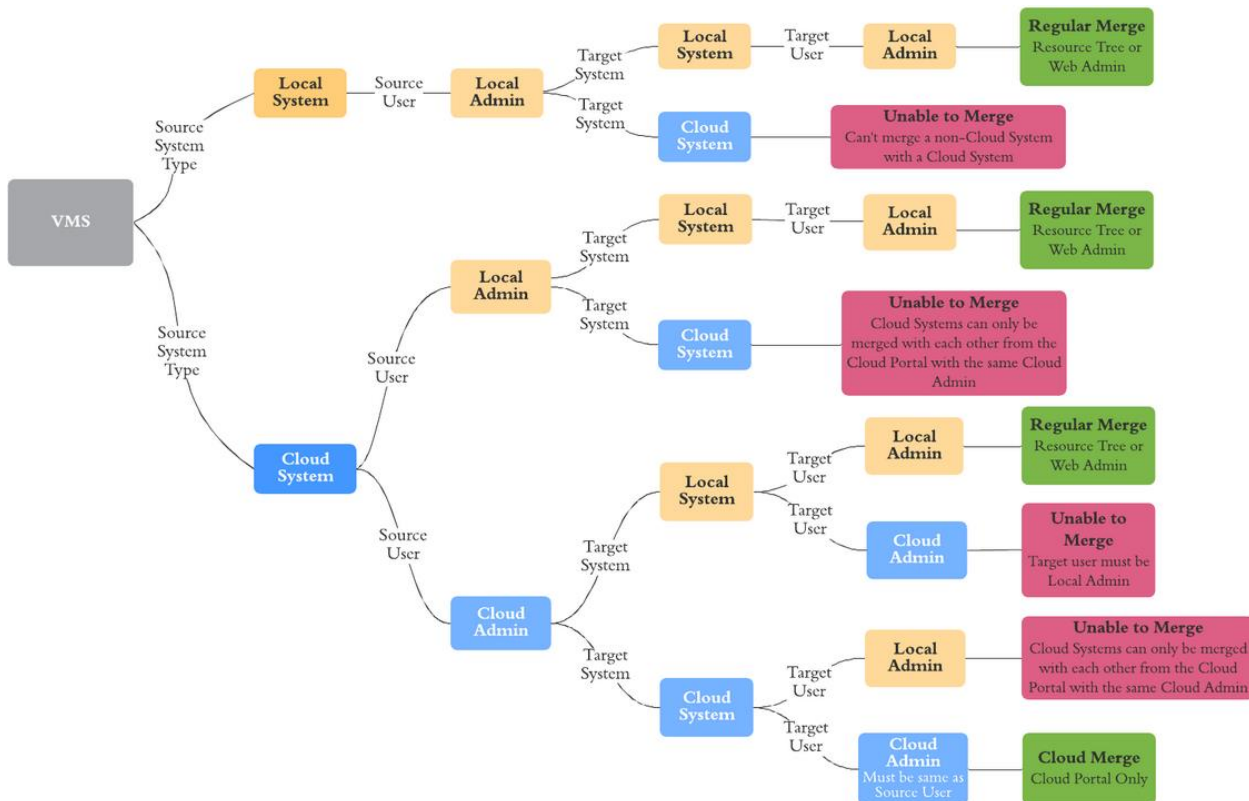 VMS
Source
System
Type
Local
System
Source
User
Local
Admin
Target
System
Local
System
Target
User
Local
Admin
Regular Merge
Resource Tree or
Web Admin
Target
System
Cloud
System
Unable to Merge
Can't merge a non-Cloud System
with a Cloud System
Source
System
Type
Cloud
System
Source
User
Local
Admin
Target
System
Local
System
Target
User
Local
Admin
Regular Merge
Resource Tree or
Web Admin
Target
System
Cloud
System
Unable to Merge
Cloud Systems can only be
merged with each other from the
Cloud Portal with the same Cloud
Admin
Source
User
Cloud
Admin
Target
System
Local
System
Target
User
Local
Admin
Regular Merge
Resource Tree or
Web Admin
Target
User
Cloud
Admin
Unable to
Merge
Target user must be
Local Admin
Target
System
Cloud
System
Target
User
Local
Admin
Unable to Merge
Cloud Systems can only be merged
with each other from the Cloud
Portal with the same Cloud Admin
Target
User
Cloud
Admin
Must be same as
Source User
Cloud Merge
Cloud Portal Only